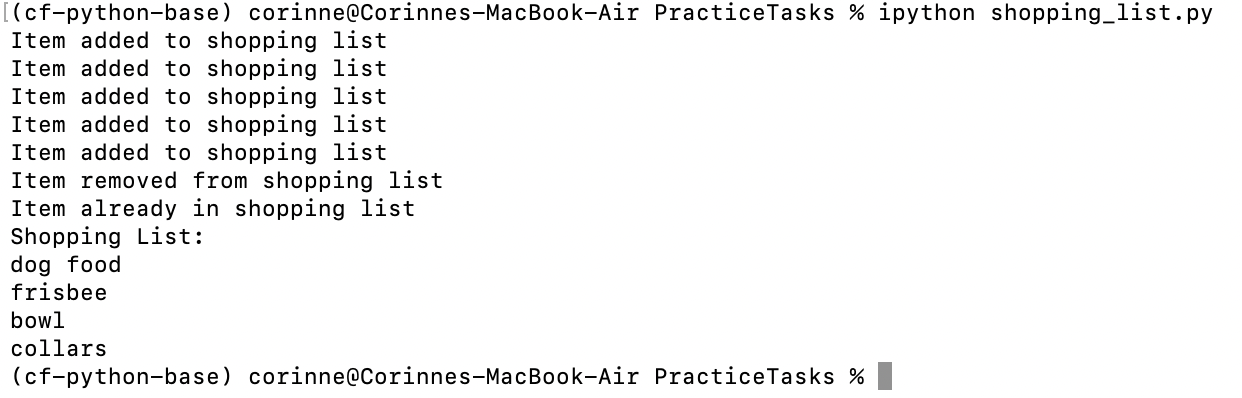 [(cf-python-base) corinne@Corinnes-MacBook-Air PracticeTasks % ipython shopping_list.py
Item added to shopping list
Item added to shopping list
Item added to shopping list
Item added to shopping list
Item added to shopping list
Item removed from shopping list
Item already in shopping list
Shopping List:
dog food
frisbee
bowl
collars
(cf-python-base) corinne@Corinnes-MacBook-Air PracticeTasks %